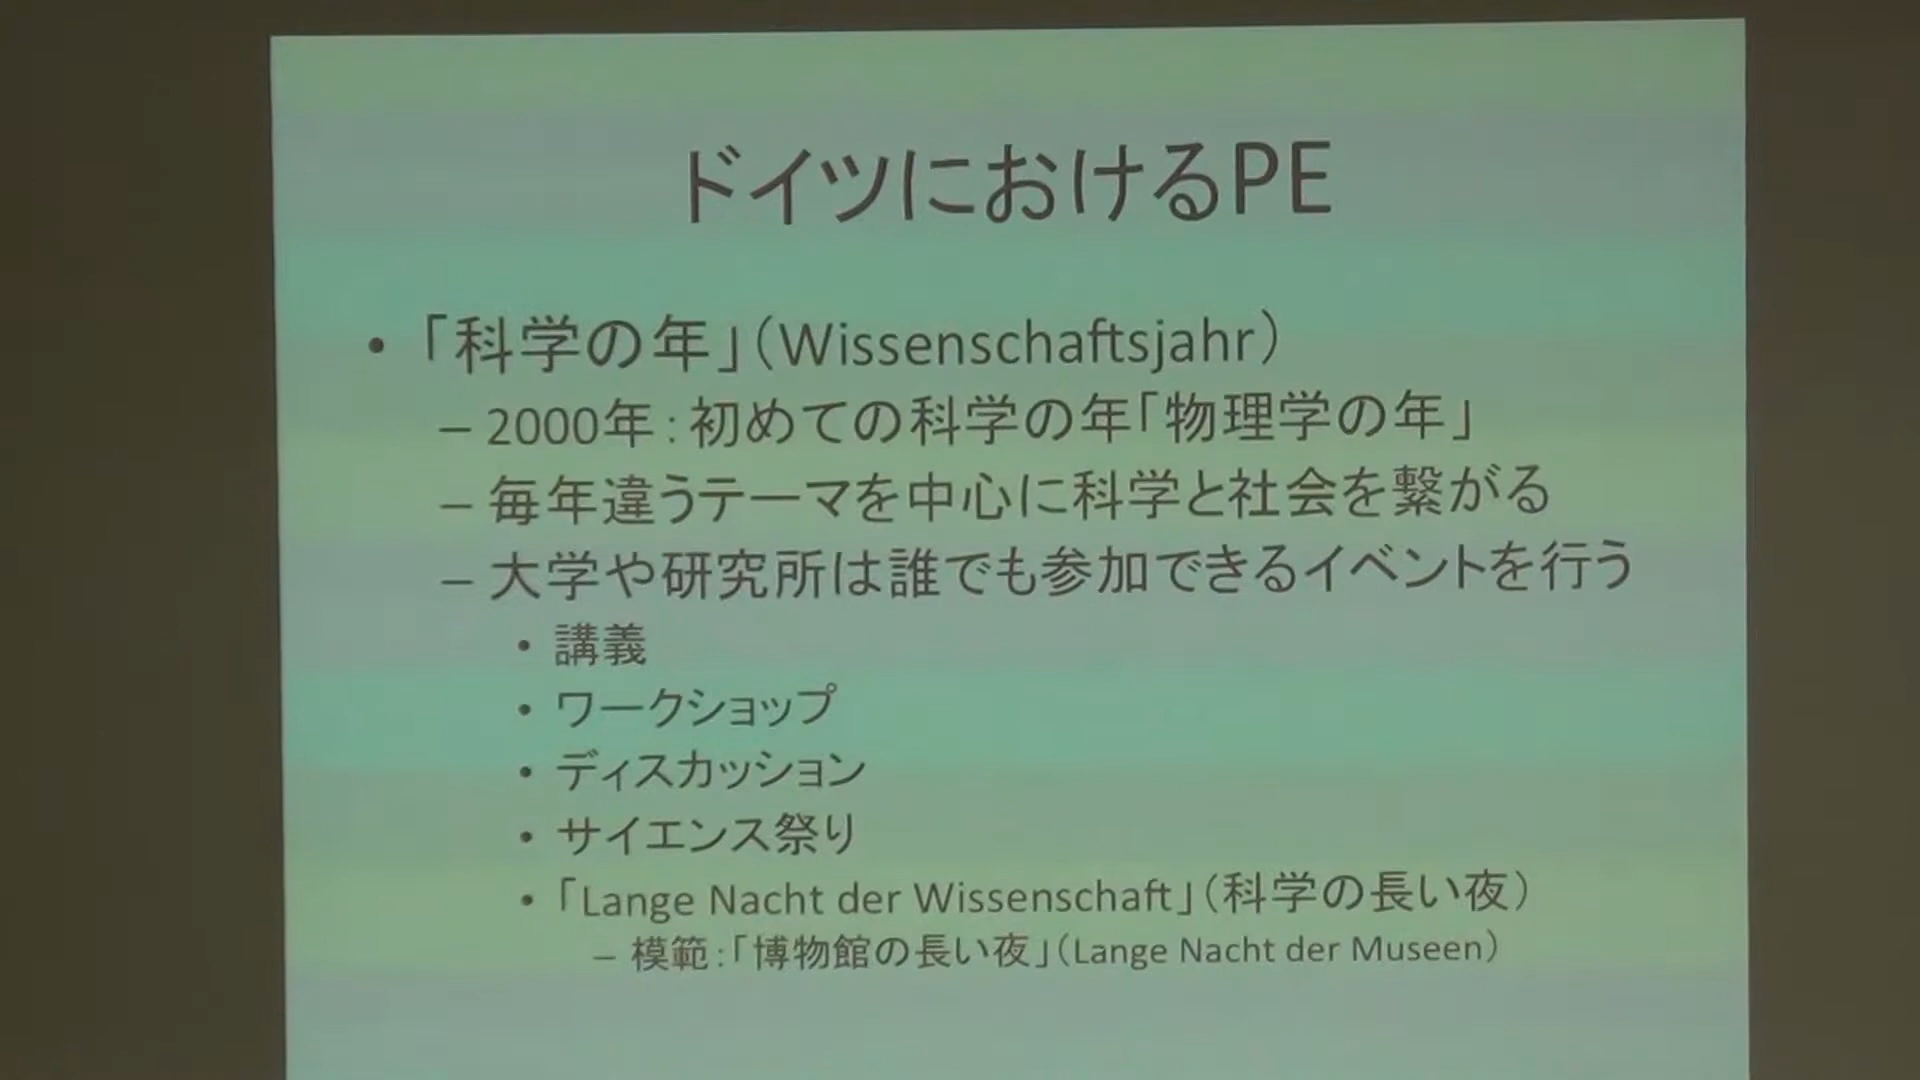 ドイツにおけるPE
• 「科学の年」(Wissenschaftsjahr)
– 2000年:初めての科学の年「物理学の年」
– 毎年違うテーマを中心に科学と社会を繋がる
– 大学や研究所は誰でも参加できるイベントを行う
• 講義
• ワークショップ
• ディスカッション
• サイエンス祭り
• 「Lange Nacht der Wissenschaft」(科学の長い夜)
– 模範:「博物館の長い夜」(Lange Nacht der Museen)